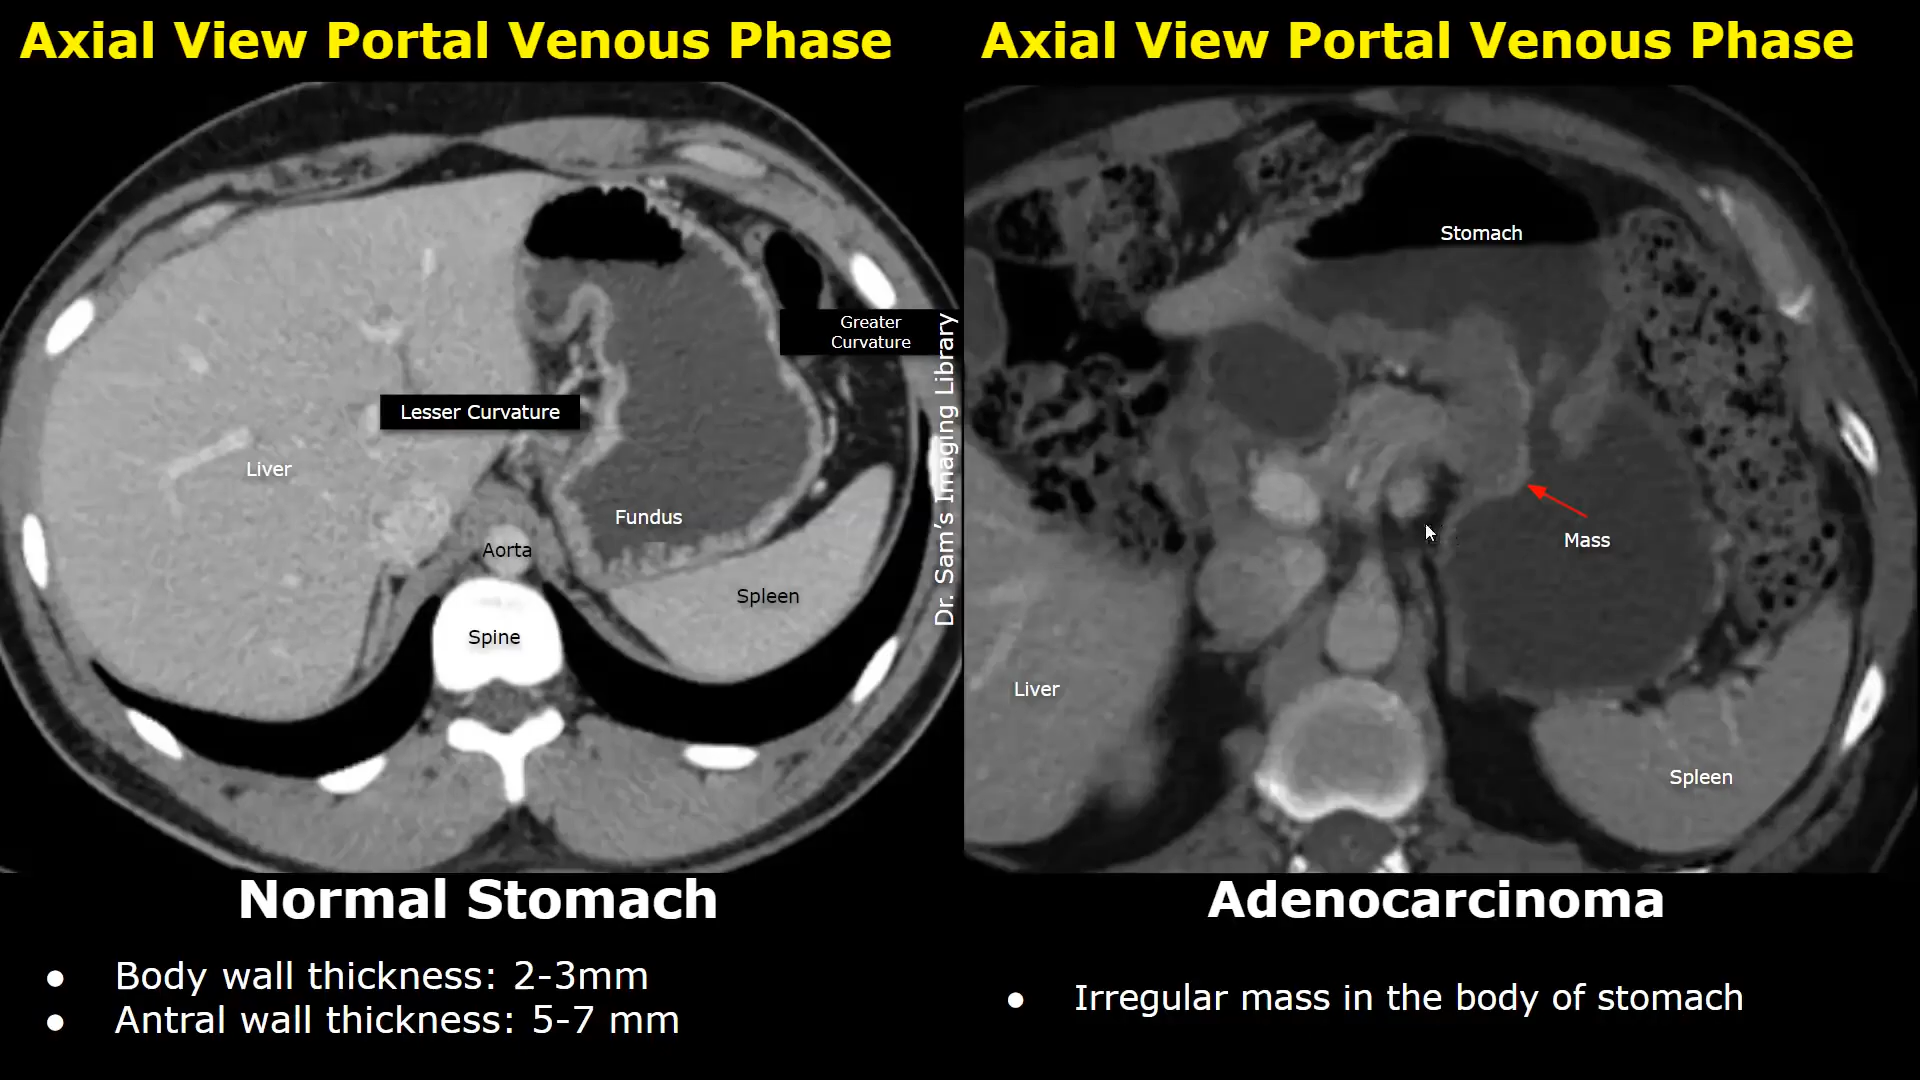 Axial View Portal Venous Phase
Lesser Curvature
Greater
Curvature
Liver
Fundus
Aorta
Spleen
Spine
Normal Stomach
● Body wall thickness: 2-3mm
● Antral wall thickness: 5-7 mm
Dr. Sam's Imaging Library
Axial View Portal Venous Phase
Stomach
Mass
Liver
Spleen
Adenocarcinoma
● Irregular mass in the body of stomach